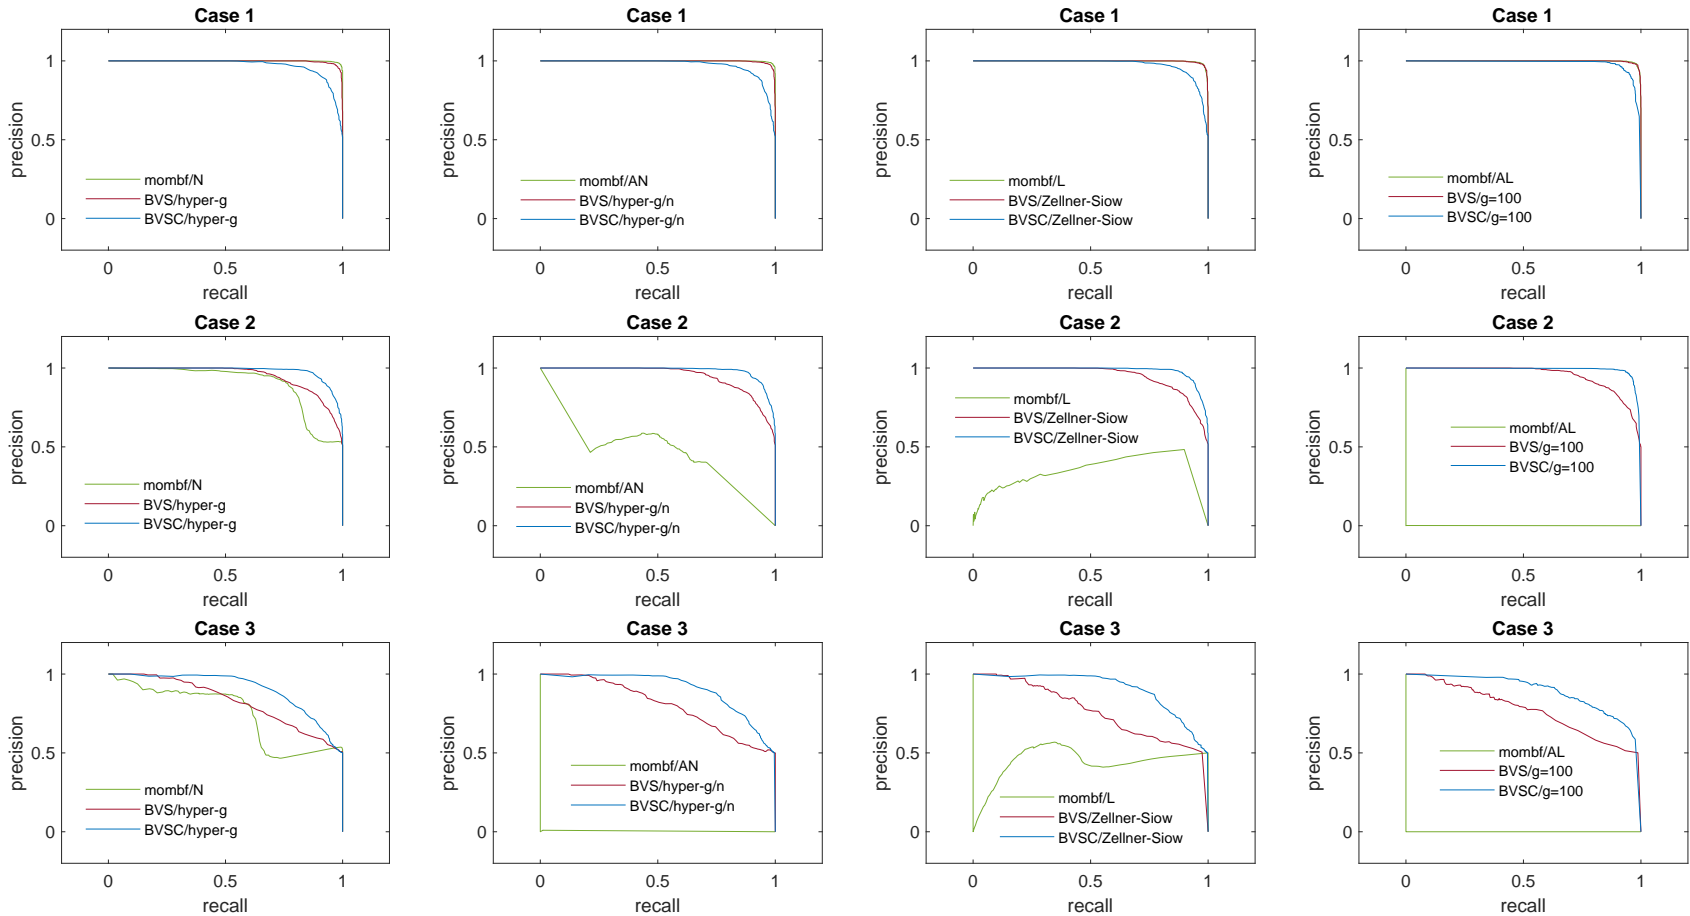 Case 1
1
0.5
0
precision
mombf/N
BVS/hyper-g
BVSC/hyper-g
0 0.5 1
recall
Case 1
1
0.5
0
precision
mombf/AN
BVS/hyper-g/n
BVSC/hyper-g/n
0 0.5 1
recall
Case 1
1
0.5
0
precision
mombf/L
BVS/Zellner-Siow
BVSC/Zellner-Siow
0 0.5 1
recall
Case 1
1
0.5
0
precision
mombf/AL
BVS/g=100
BVSC/g=100
0 0.5 1
recall
Case 2
1
0.5
0
precision
mombf/N
BVS/hyper-g
BVSC/hyper-g
0 0.5 1
recall
Case 2
1
0.5
0
precision
mombf/AN
BVS/hyper-g/n
BVSC/hyper-g/n
0 0.5 1
recall
Case 2
1
0.5
0
precision
mombf/L
BVS/Zellner-Siow
BVSC/Zellner-Siow
0 0.5 1
recall
Case 2
1
0.5
0
precision
mombf/AL
BVS/g=100
BVSC/g=100
0 0.5 1
recall
Case 3
1
0.5
0
precision
mombf/N
BVS/hyper-g
BVSC/hyper-g
0 0.5 1
recall
Case 3
1
0.5
0
precision
mombf/AN
BVS/hyper-g/n
BVSC/hyper-g/n
0 0.5 1
recall
Case 3
1
0.5
0
precision
mombf/L
BVS/Zellner-Siow
BVSC/Zellner-Siow
0 0.5 1
recall
Case 3
1
0.5
0
precision
mombf/AL
BVS/g=100
BVSC/g=100
0 0.5 1
recall